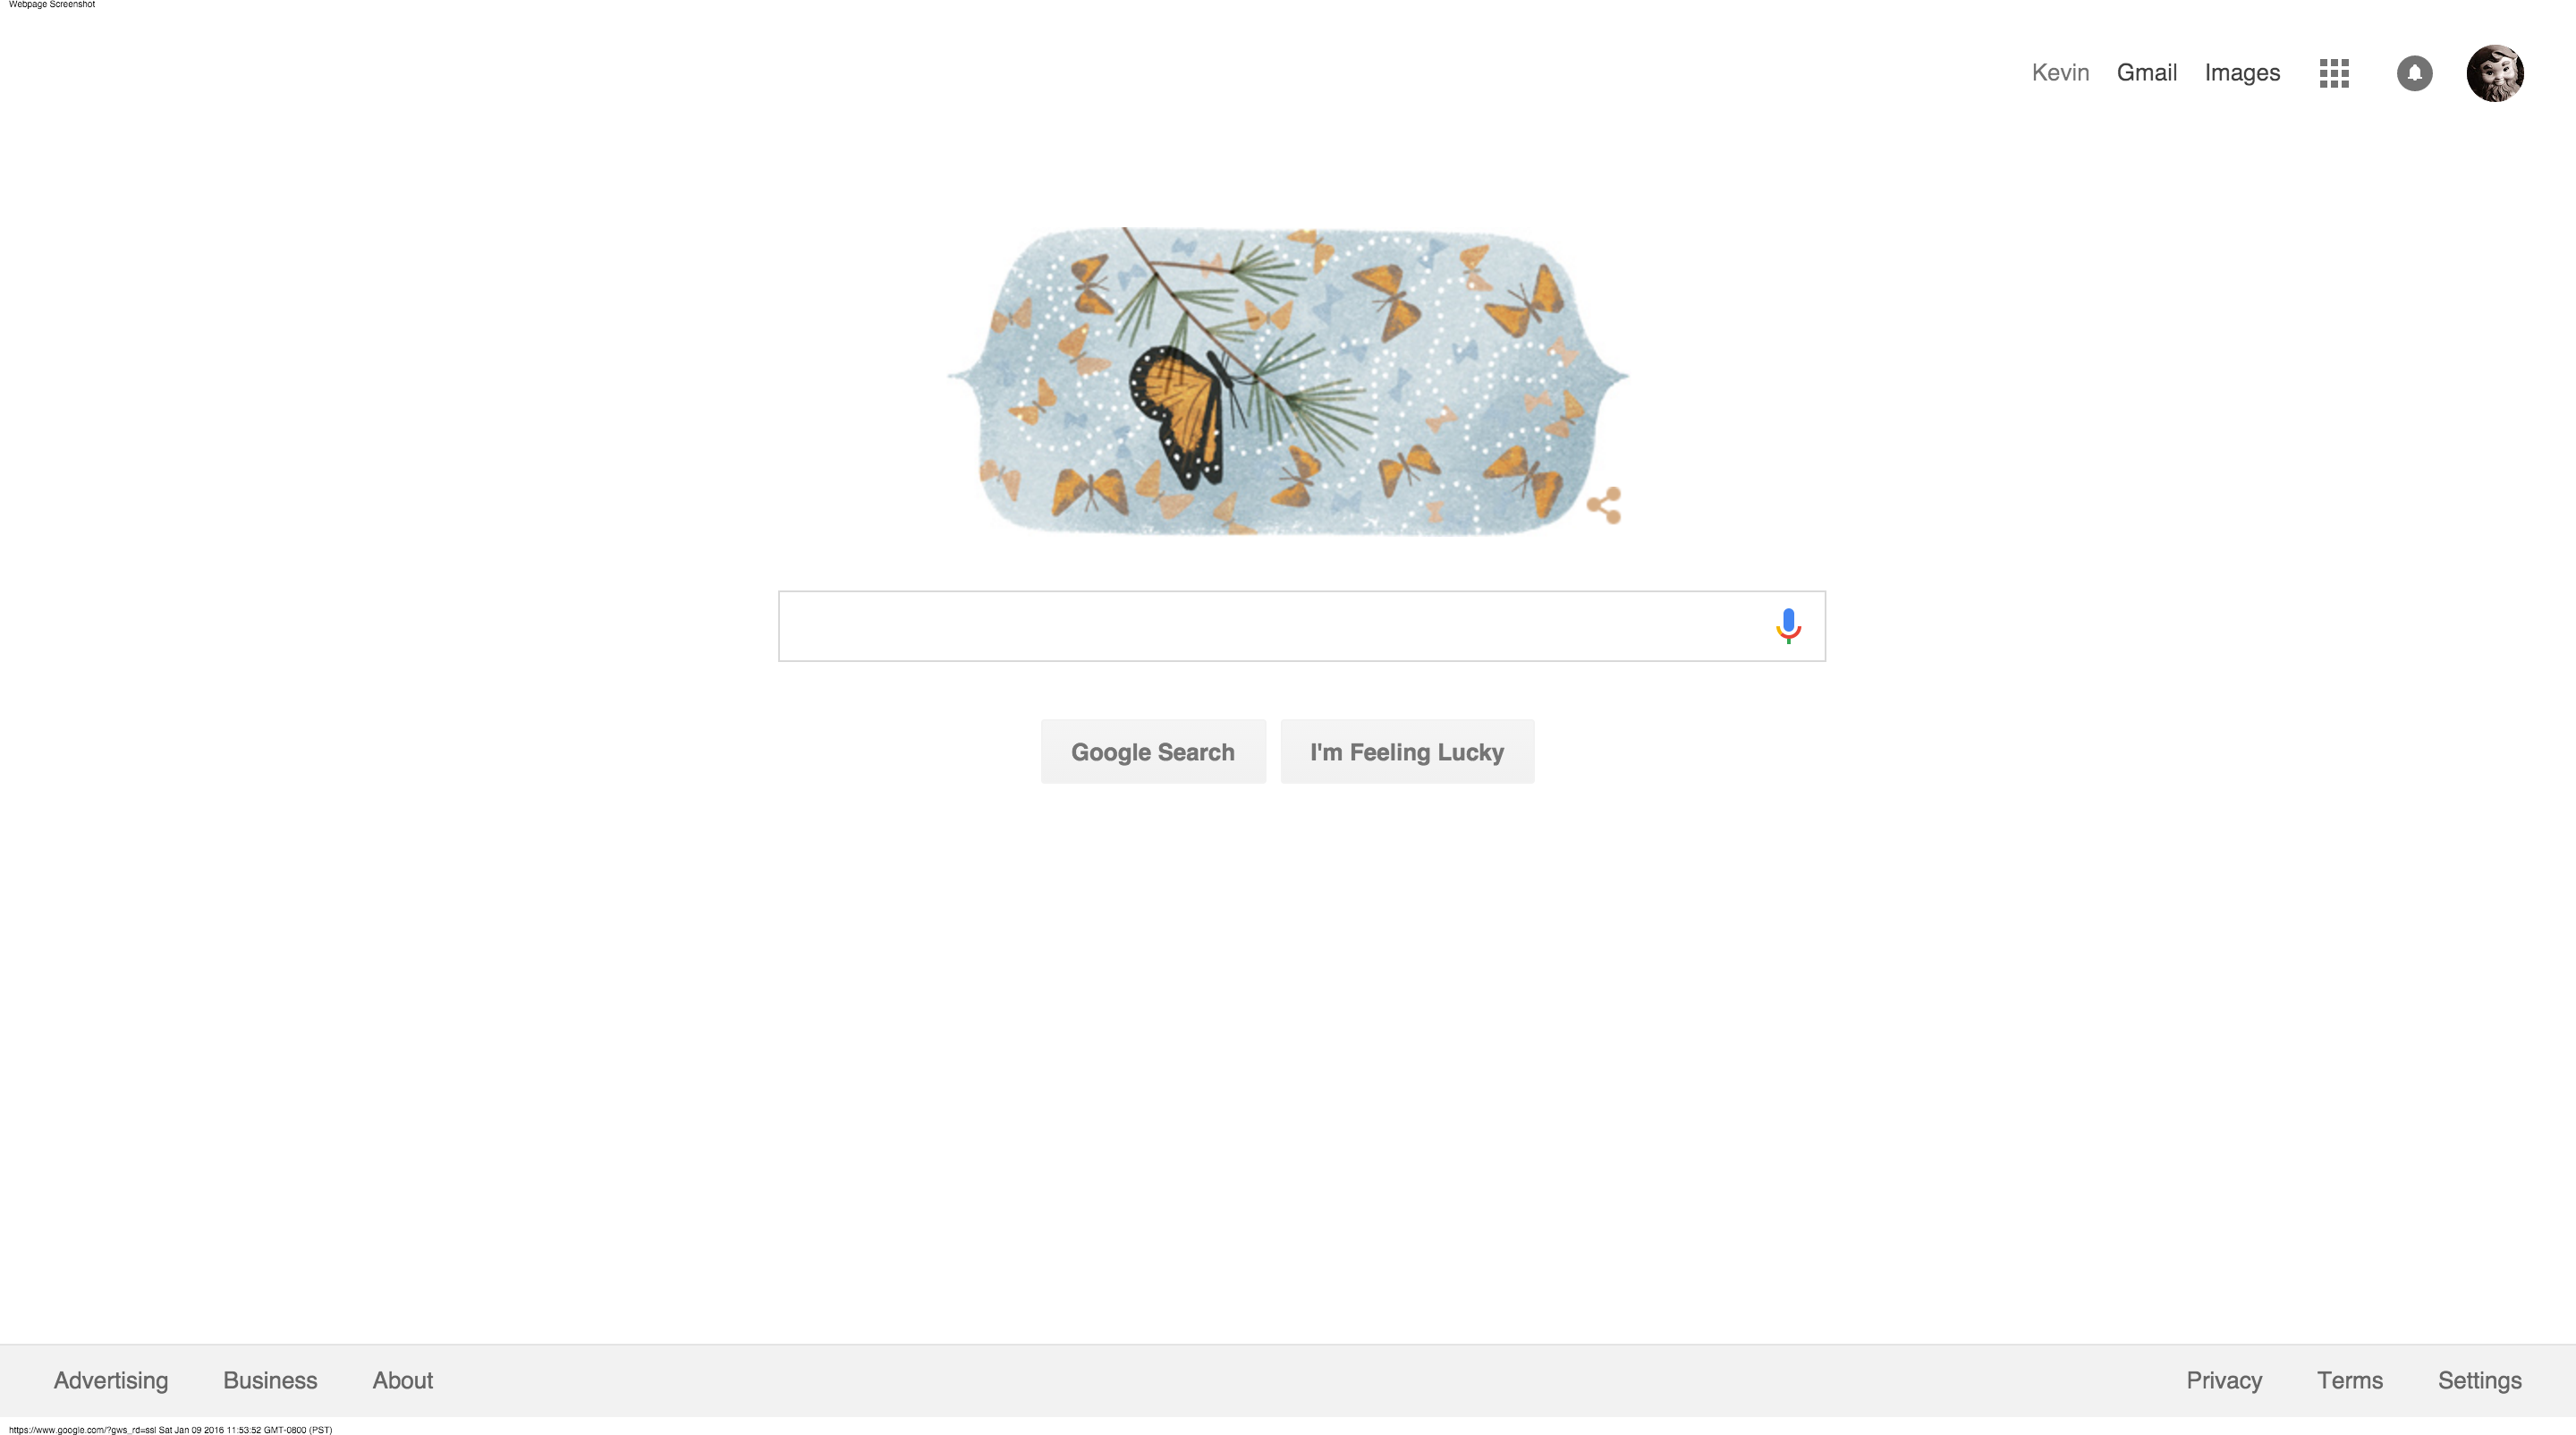 Webpage Screenshot
Kevin Gmail Images
Google Search I'm Feeling Lucky
Advertising Business About Privacy Terms Settings
https://www.google.com/?gws_rd=ssl Sat Jan 09 2016 11:53:52 GMT-0800 (PST)